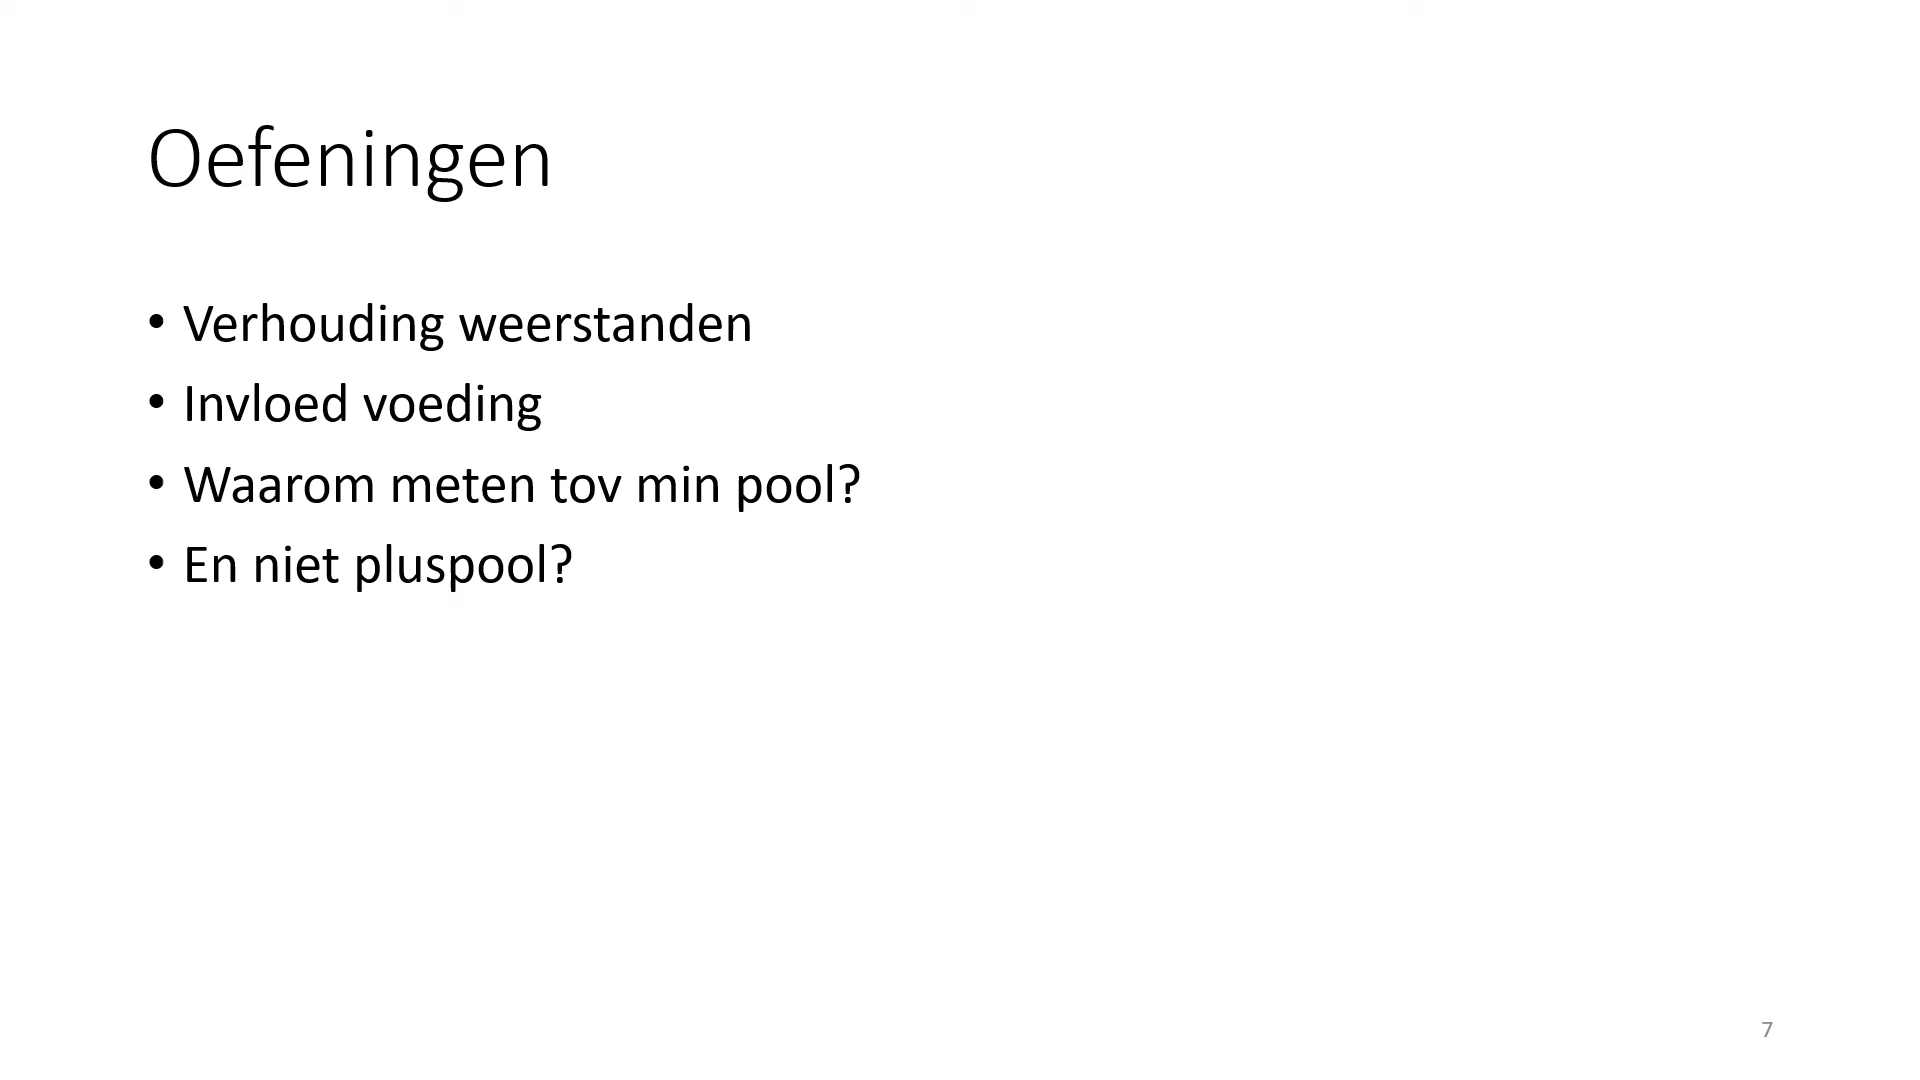 Oefeningen
• Verhouding weerstanden
• Invloed voeding
• Waarom meten tov min pool?
• En niet pluspool?
7